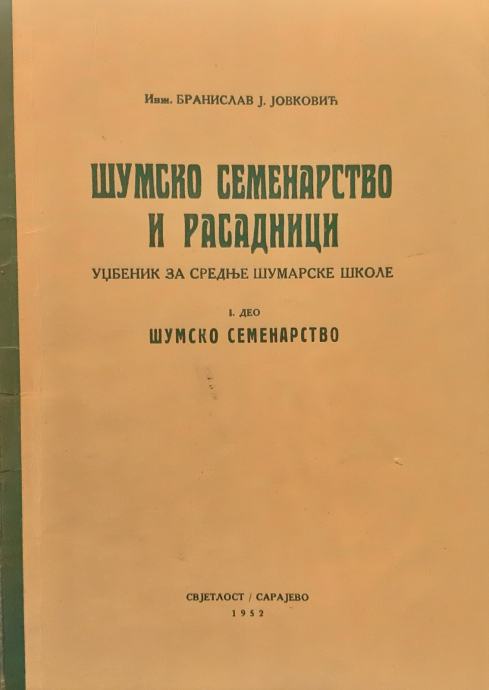 Инж. БРАНИСЛАВ Ј. ЈОВКОВИЋ
ШУМСКО СЕМЕНАРСТВО
И РАСАДНИЦИ
УЏБЕНИК ЗА СРЕДЊЕ ШУМАРСКЕ ШКОЛЕ
I. ДЕО
ШУМСКО СЕМЕНАРСТВО
СВЈЕТЛОСТ / САРАЈЕВО
1952